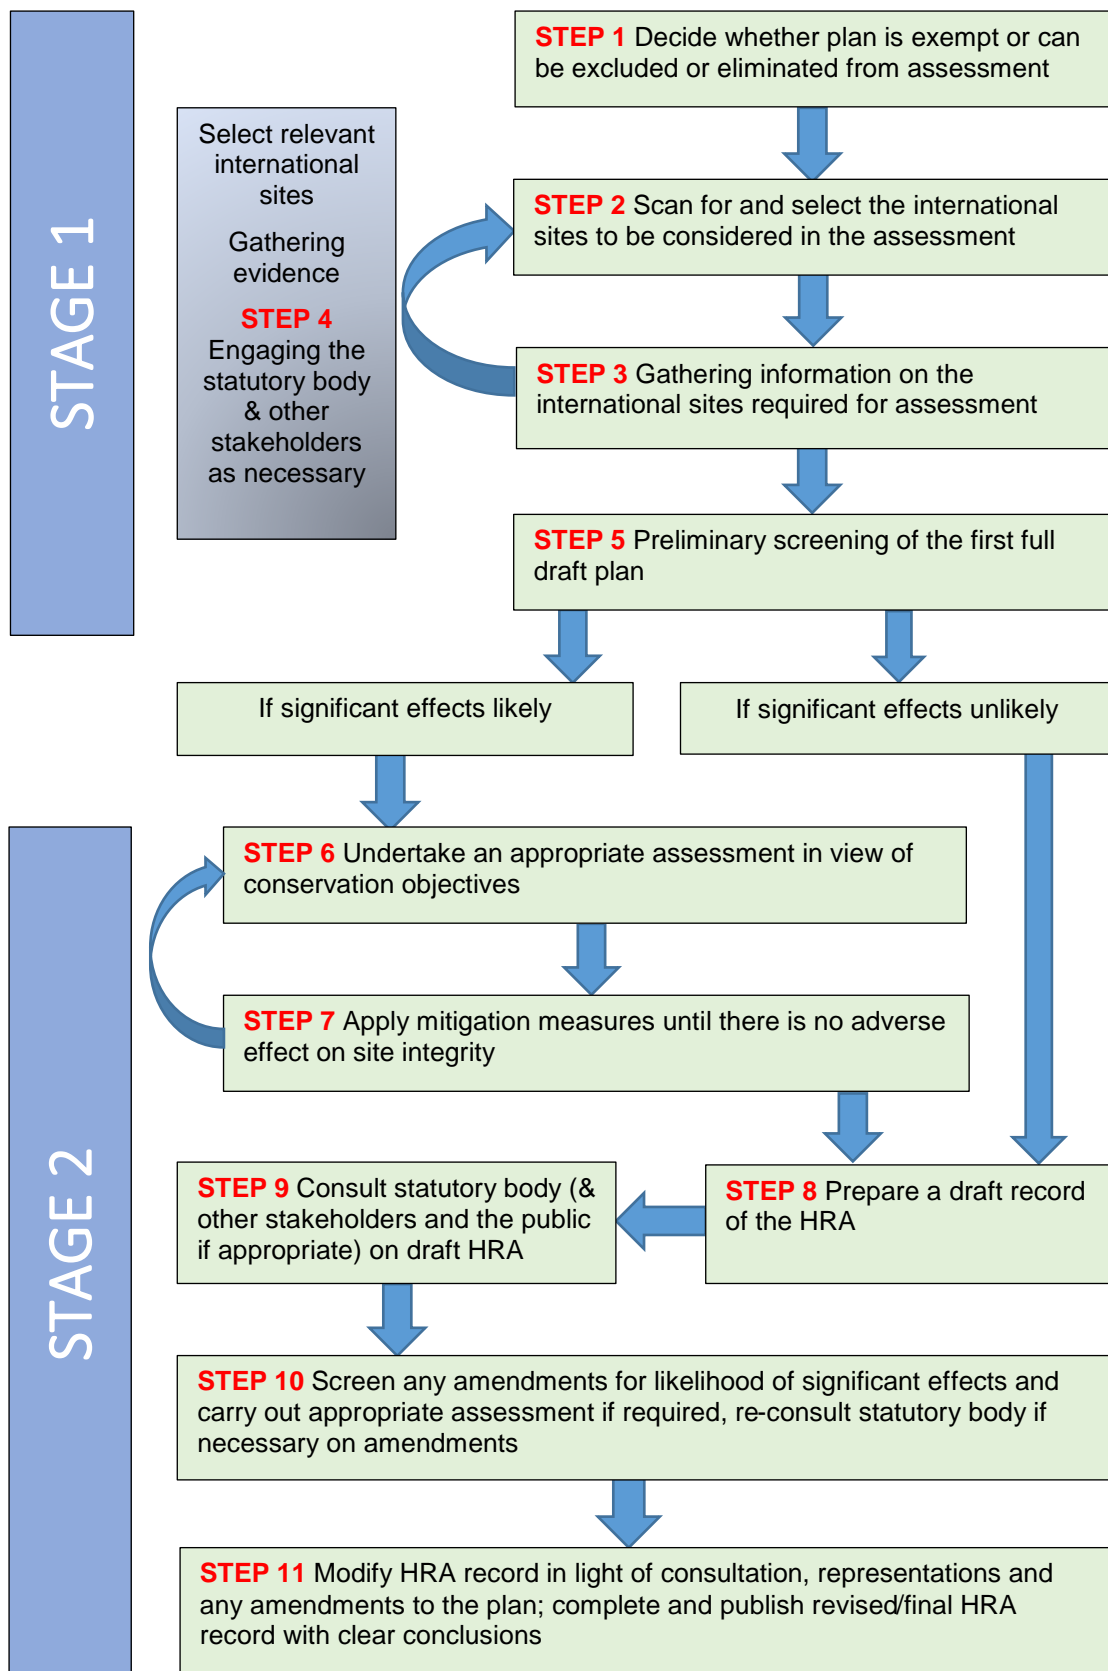 STAGE 1
STEP 1 Decide whether plan is exempt or can
be excluded or eliminated from assessment
Select relevant
international
sites
Gathering
evidence
STEP 4
Engaging the
statutory body
& other
stakeholders
as necessary
STEP 2 Scan for and select the international
sites to be considered in the assessment
STEP 3 Gathering information on the
international sites required for assessment
STEP 5 Preliminary screening of the first full
draft plan
If significant effects likely
If significant effects unlikely
STAGE 2
STEP 6 Undertake an appropriate assessment in view of
conservation objectives
STEP 7 Apply mitigation measures until there is no adverse
effect on site integrity
STEP 8 Prepare a draft record
of the HRA
STEP 9 Consult statutory body (&
other stakeholders and the public
if appropriate) on draft HRA
STEP 10 Screen any amendments for likelihood of significant effects and
carry out appropriate assessment if required, re-consult statutory body if
necessary on amendments
STEP 11 Modify HRA record in light of consultation, representations and
any amendments to the plan; complete and publish revised/final HRA
record with clear conclusions